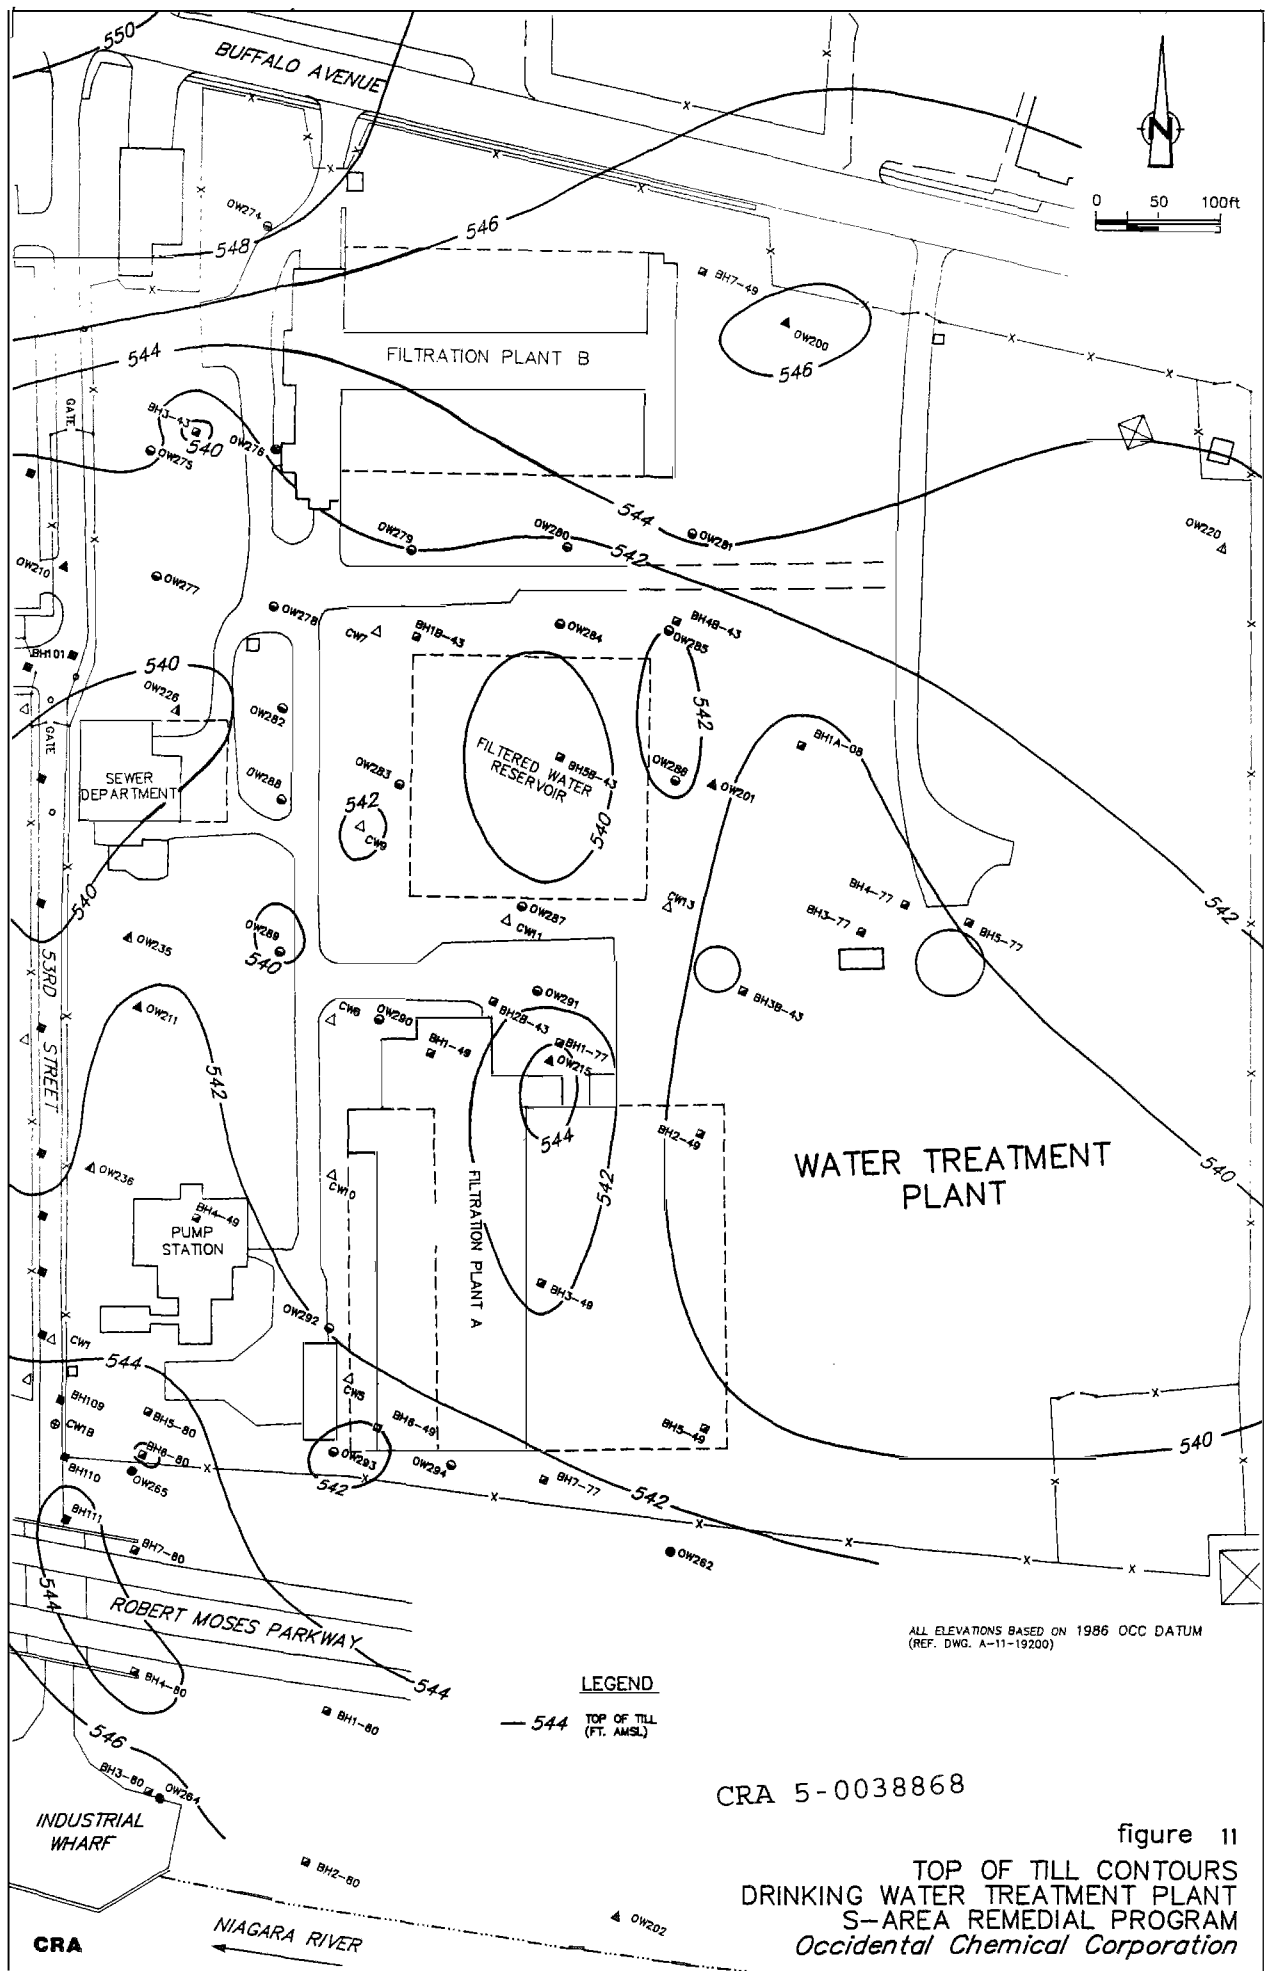 550
BUFFALO AVENUE
N
0 50 100ft
OW274
548
546
BH7-49
OW200
546
544
FILTRATION PLANT B
GATE
BH3-43
540
OW275
OW276
544
OW220
OW279
OW280
OW281
542
OW210
OW277
OW278
CW7
BH1B-43
OW284
BH4B-43
OW285
BH101
540
OW226
OW282
542
GATE
BH1A-08
SEWER
DEPARTMENT
OW288
OW283
FILTERED WATER
RESERVOIR
BH5B-43
OW286
OW201
542
CW9
540
540
BH4-77
BH3-77
BH5-77
542
OW289
540
OW287
CW11
CW13
OW235
53RD STREET
OW211
CW8
OW290
BH2B-43
OW291
BH3B-43
BH1-49
BH1-77
OW215
542
544
BH2-49
WATER TREATMENT
PLANT
540
OW236
CW10
542
BH4-49
PUMP
STATION
FILTRATION PLANT A
BH3-49
OW292
CW1
544
CW5
BH109
BH5-80
CW1B
BH6-49
BH5-49
540
BH6-80
OW293
OW294
BH110
OW265
542
BH7-77
542
BH111
BH7-80
OW262
544
ROBERT MOSES PARKWAY
ALL ELEVATIONS BASED ON 1986 OCC DATUM
(REF. DWG. A-11-19200)
BH4-80
544
LEGEND
544 TOP OF TILL
(FT. AMSL)
BH1-80
546
BH3-80
OW264
CRA 5-0038868
INDUSTRIAL
WHARF
figure 11
BH2-80
TOP OF TILL CONTOURS
DRINKING WATER TREATMENT PLANT
S-AREA REMEDIAL PROGRAM
Occidental Chemical Corporation
OW202
NIAGARA RIVER
CRA